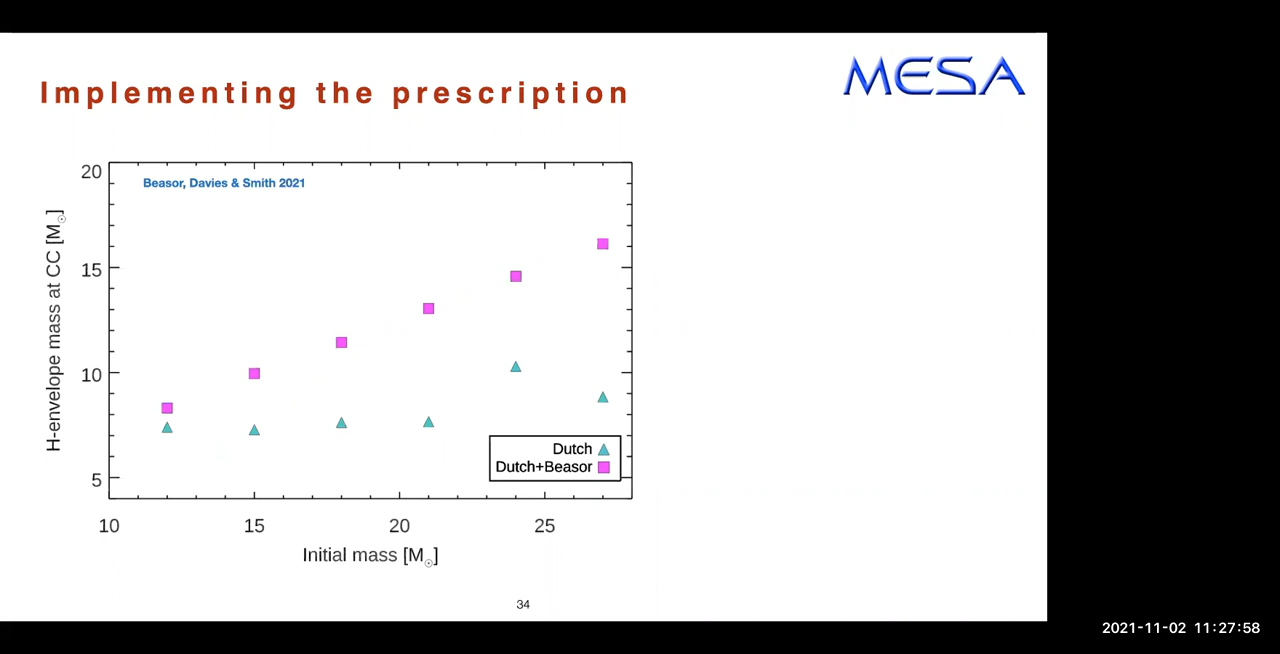 Implementing the prescription
MESA
Beasor, Davies & Smith 2021
20
15
10
5
H-envelope mass at CC [M☉]
Dutch
Dutch+Beasor
10 15 20 25
Initial mass [M☉]
34
2021-11-02 11:27:58